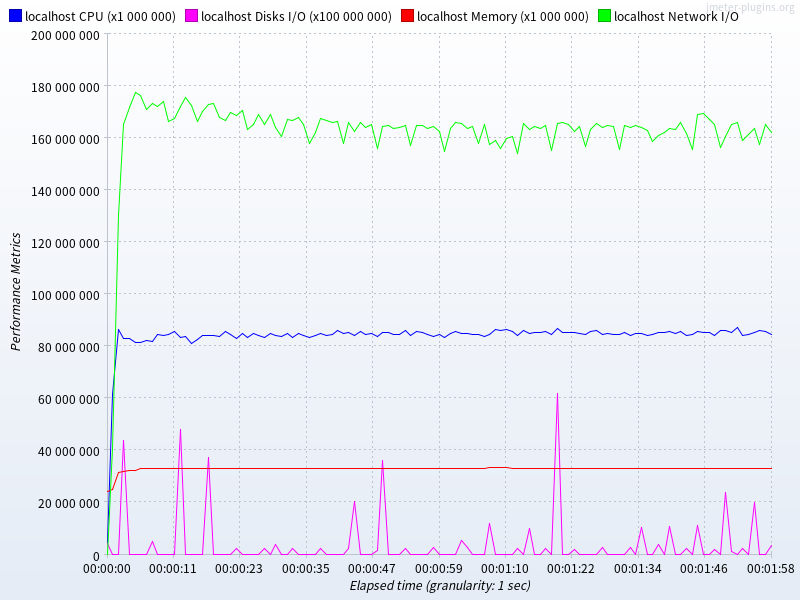 jmeter-plugins.org
localhost CPU (x1 000 000) localhost Disks I/O (x100 000 000) localhost Memory (x1 000 000) localhost Network I/O
200 000 000
180 000 000
160 000 000
140 000 000
120 000 000
100 000 000
80 000 000
60 000 000
40 000 000
20 000 000
0
Performance Metrics
00:00:00 00:00:11 00:00:23 00:00:35 00:00:47 00:00:59 00:01:10 00:01:22 00:01:34 00:01:46 00:01:58
Elapsed time (granularity: 1 sec)